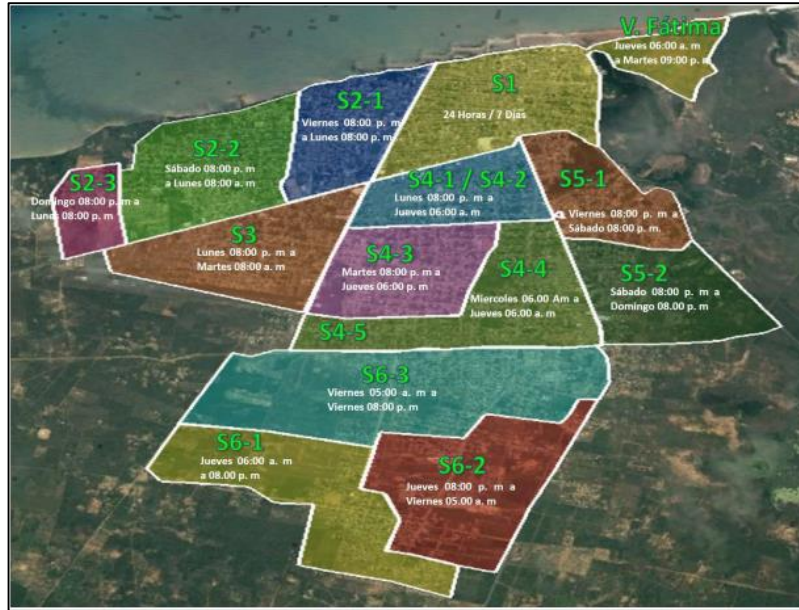 V. Fátima
Jueves 06:00 a. m
a Martes 09:00 p. m
S1
24 Horas / 7 Días
S2-1
Viernes 08:00 p. m
a Lunes 08:00 p. m
S2-2
Sábado 08:00 p. m
a Lunes 08:00 a. m
S2-3
Domingo 08:00 p. m a
Lunes 08:00 p. m
S4-1 / S4-2
Lunes 08:00 p. m a
Jueves 06:00 a. m
S5-1
Viernes 08:00 p. m a
Sábado 08:00 p. m.
S3
Lunes 08:00 p. m a
Martes 08:00 a. m
S4-3
Martes 08:00 p. m a
Jueves 06:00 p. m
S4-4
Miercoles 06.00 Am a
Jueves 06.00 a. m
S5-2
Sábado 08:00 p. m a
Domingo 08.00 p. m
S4-5
S6-3
Viernes 05:00 a. m a
Viernes 08:00 p. m
S6-1
Jueves 06:00 a. m
a 08.00 p. m
S6-2
Jueves 08:00 p. m a
Viernes 05.00 a. m